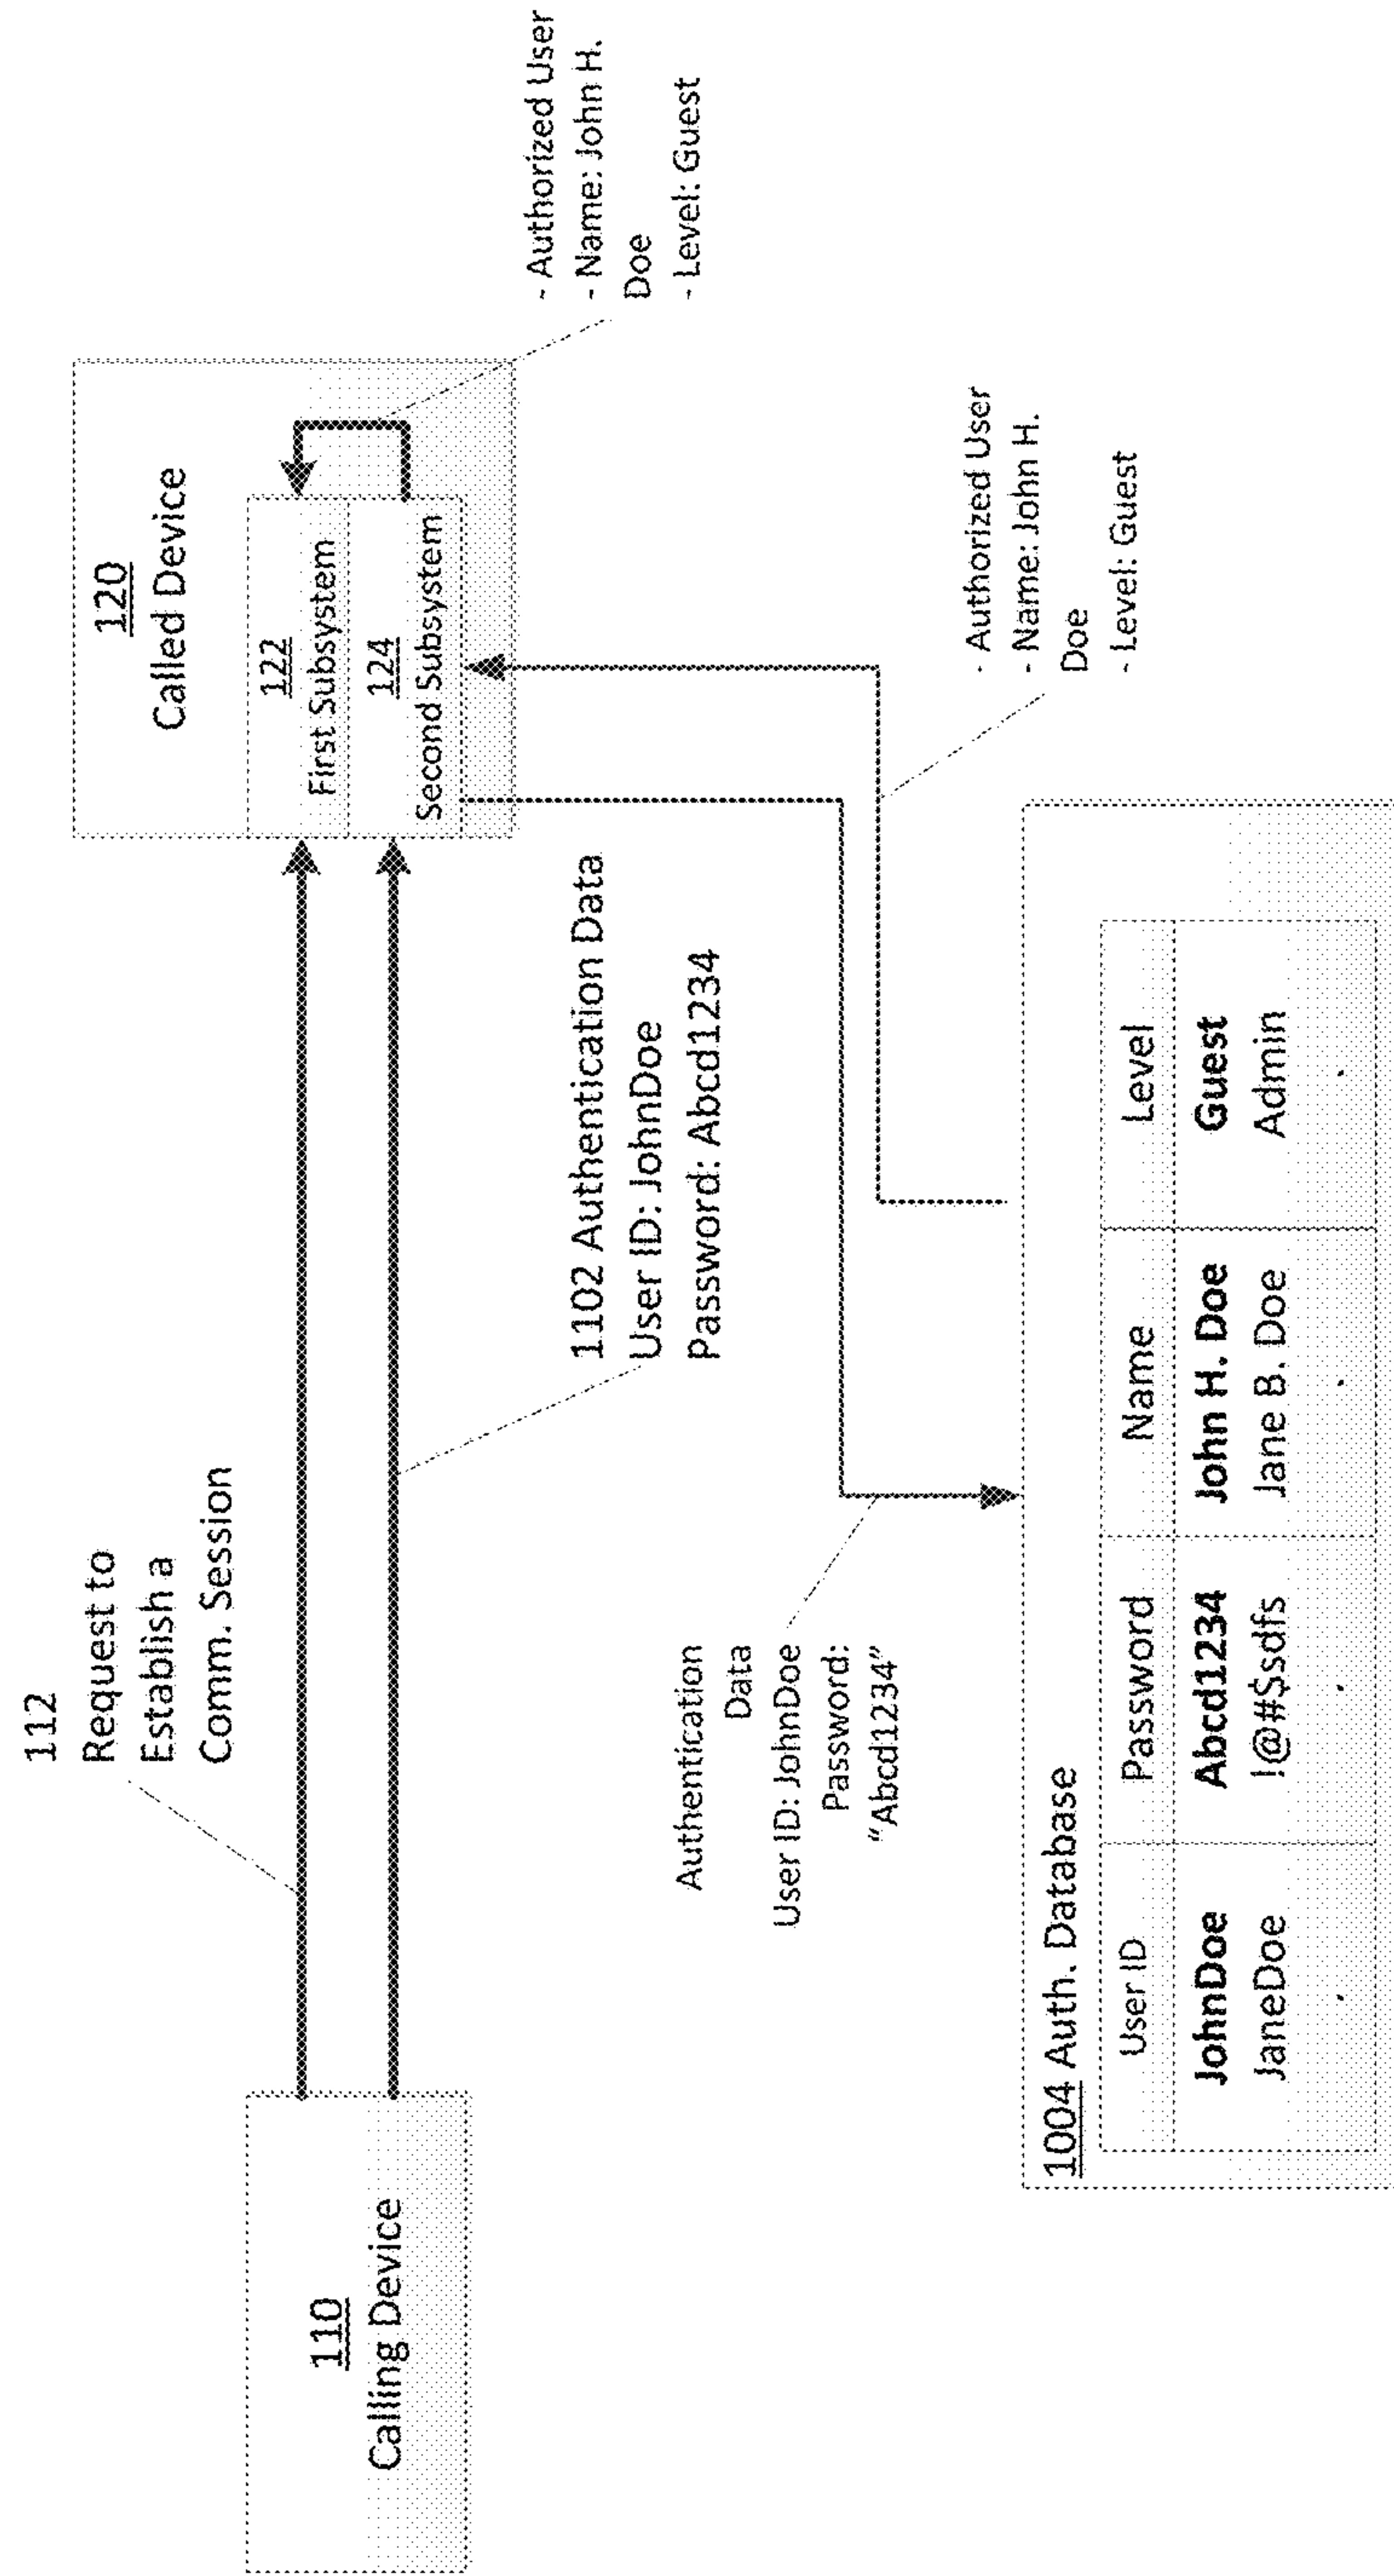 112
Request to
Establish a
Comm. Session
110
Calling Device
120
Called Device
122
First Subsystem
124
Second Subsystem
- Authorized User
- Name: John H.
Doe
- Level: Guest
1102 Authentication Data
User ID: JohnDoe
Password: Abcd1234
Authentication
Data
User ID: JohnDoe
Password:
“Abcd1234”
- Authorized User
- Name: John H.
Doe
- Level: Guest
1004 Auth. Database
User ID Password Name Level
JohnDoe Abcd1234 John H. Doe Guest
JaneDoe !@#$sdfs Jane B. Doe Admin
. . . .